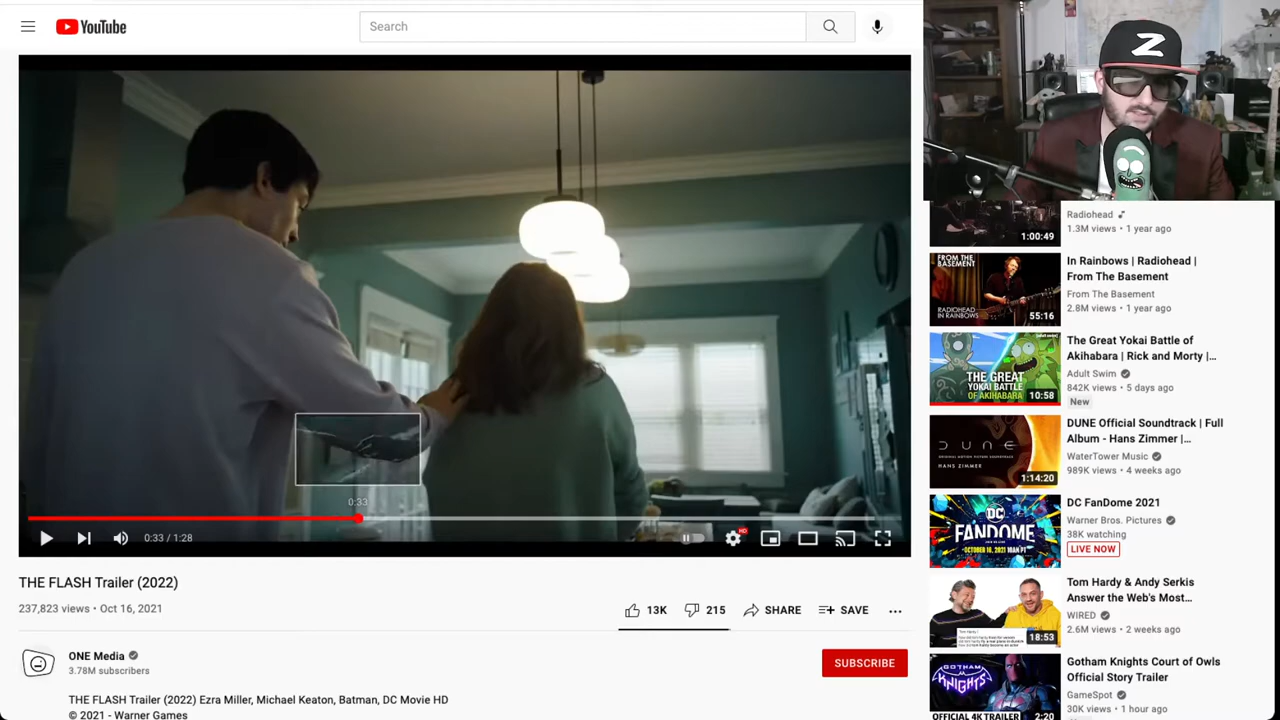 YouTube
Search
Z
0:33
0:33 / 1:28
HD
THE FLASH Trailer (2022)
237,823 views • Oct 16, 2021
13K
215
SHARE
SAVE
ONE Media
3.78M subscribers
SUBSCRIBE
THE FLASH Trailer (2022) Ezra Miller, Michael Keaton, Batman, DC Movie HD
© 2021 - Warner Games
Radiohead
1.3M views • 1 year ago
1:00:49
FROM THE
BASEMENT
RADIOHEAD
IN RAINBOWS
55:16
In Rainbows | Radiohead |
From The Basement
From The Basement
2.8M views • 1 year ago
THE GREAT
YOKAI BATTLE
OF AKIHABARA
10:58
The Great Yokai Battle of
Akihabara | Rick and Morty |...
Adult Swim
842K views • 5 days ago
New
DUNE
HANS ZIMMER
1:14:20
DUNE Official Soundtrack | Full
Album - Hans Zimmer |...
WaterTower Music
989K views • 4 weeks ago
DC
FANDOME
OCTOBER 16, 2021 10AM PT
DC FanDome 2021
Warner Bros. Pictures
38K watching
LIVE NOW
18:53
Tom Hardy & Andy Serkis
Answer the Web's Most...
WIRED
2.6M views • 2 weeks ago
GOTHAM
KNIGHTS
OFFICIAL 4K TRAILER
2:20
Gotham Knights Court of Owls
Official Story Trailer
GameSpot
30K views • 1 hour ago